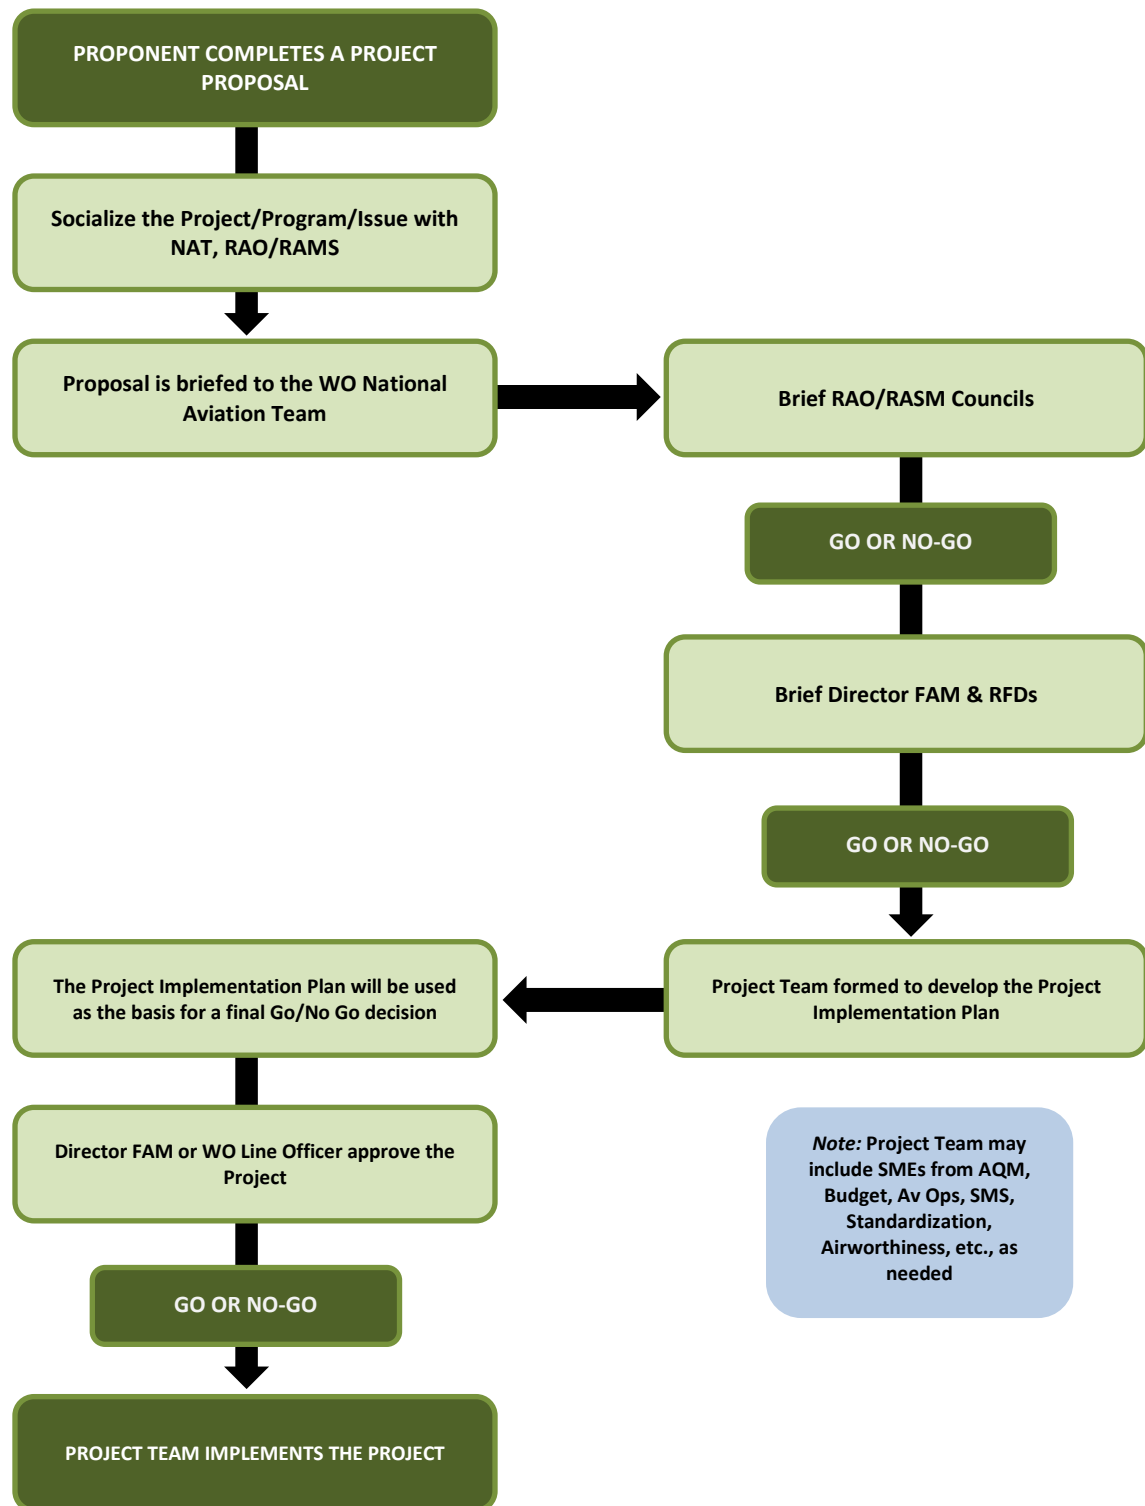 PROPONENT COMPLETES A PROJECT
PROPOSAL
Socialize the Project/Program/Issue with
NAT, RAO/RAMS
Proposal is briefed to the WO National
Aviation Team
Brief RAO/RASM Councils
GO OR NO-GO
Brief Director FAM & RFDs
GO OR NO-GO
Project Team formed to develop the Project
Implementation Plan
The Project Implementation Plan will be used
as the basis for a final Go/No Go decision
Note: Project Team may
include SMEs from AQM,
Budget, Av Ops, SMS,
Standardization,
Airworthiness, etc., as
needed
Director FAM or WO Line Officer approve the
Project
GO OR NO-GO
PROJECT TEAM IMPLEMENTS THE PROJECT